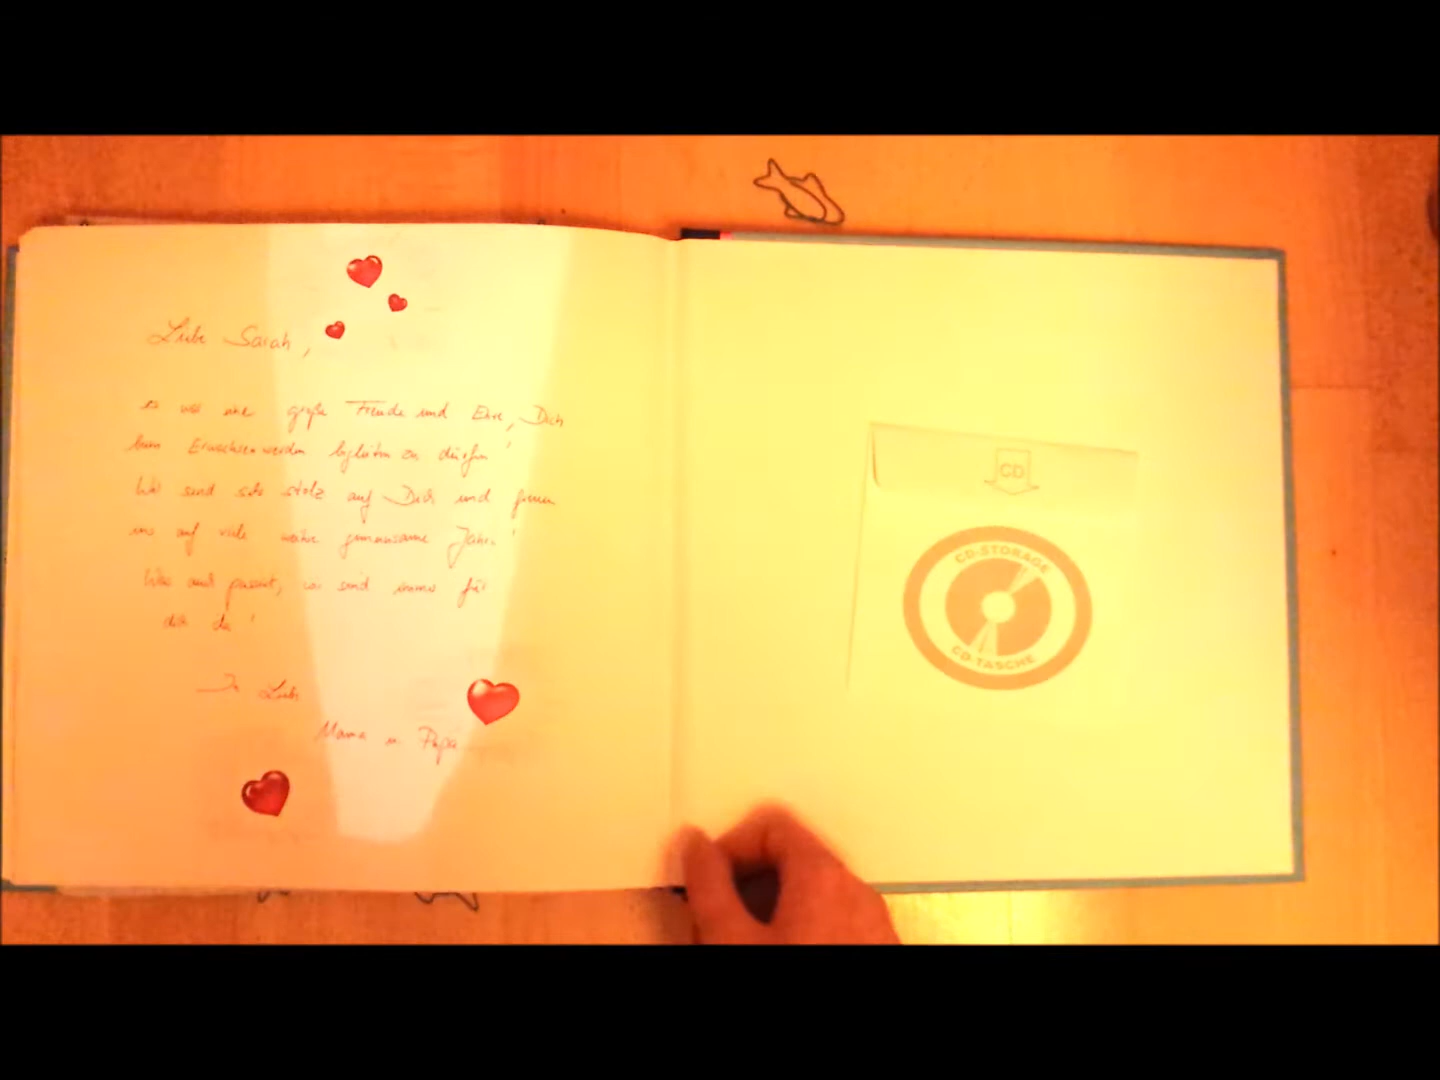 Liebe Sarah,
es war eine große Freude und Ehre, Dich
beim Erwachsenwerden begleiten zu dürfen!
Wir sind sehr stolz auf Dich und freuen
uns auf viele weitere gemeinsame Jahre!
Was auch passiert, wir sind immer für
dich da!
In Liebe
Mama u. Papa
CD
CD-STORAGE
CD-TASCHE